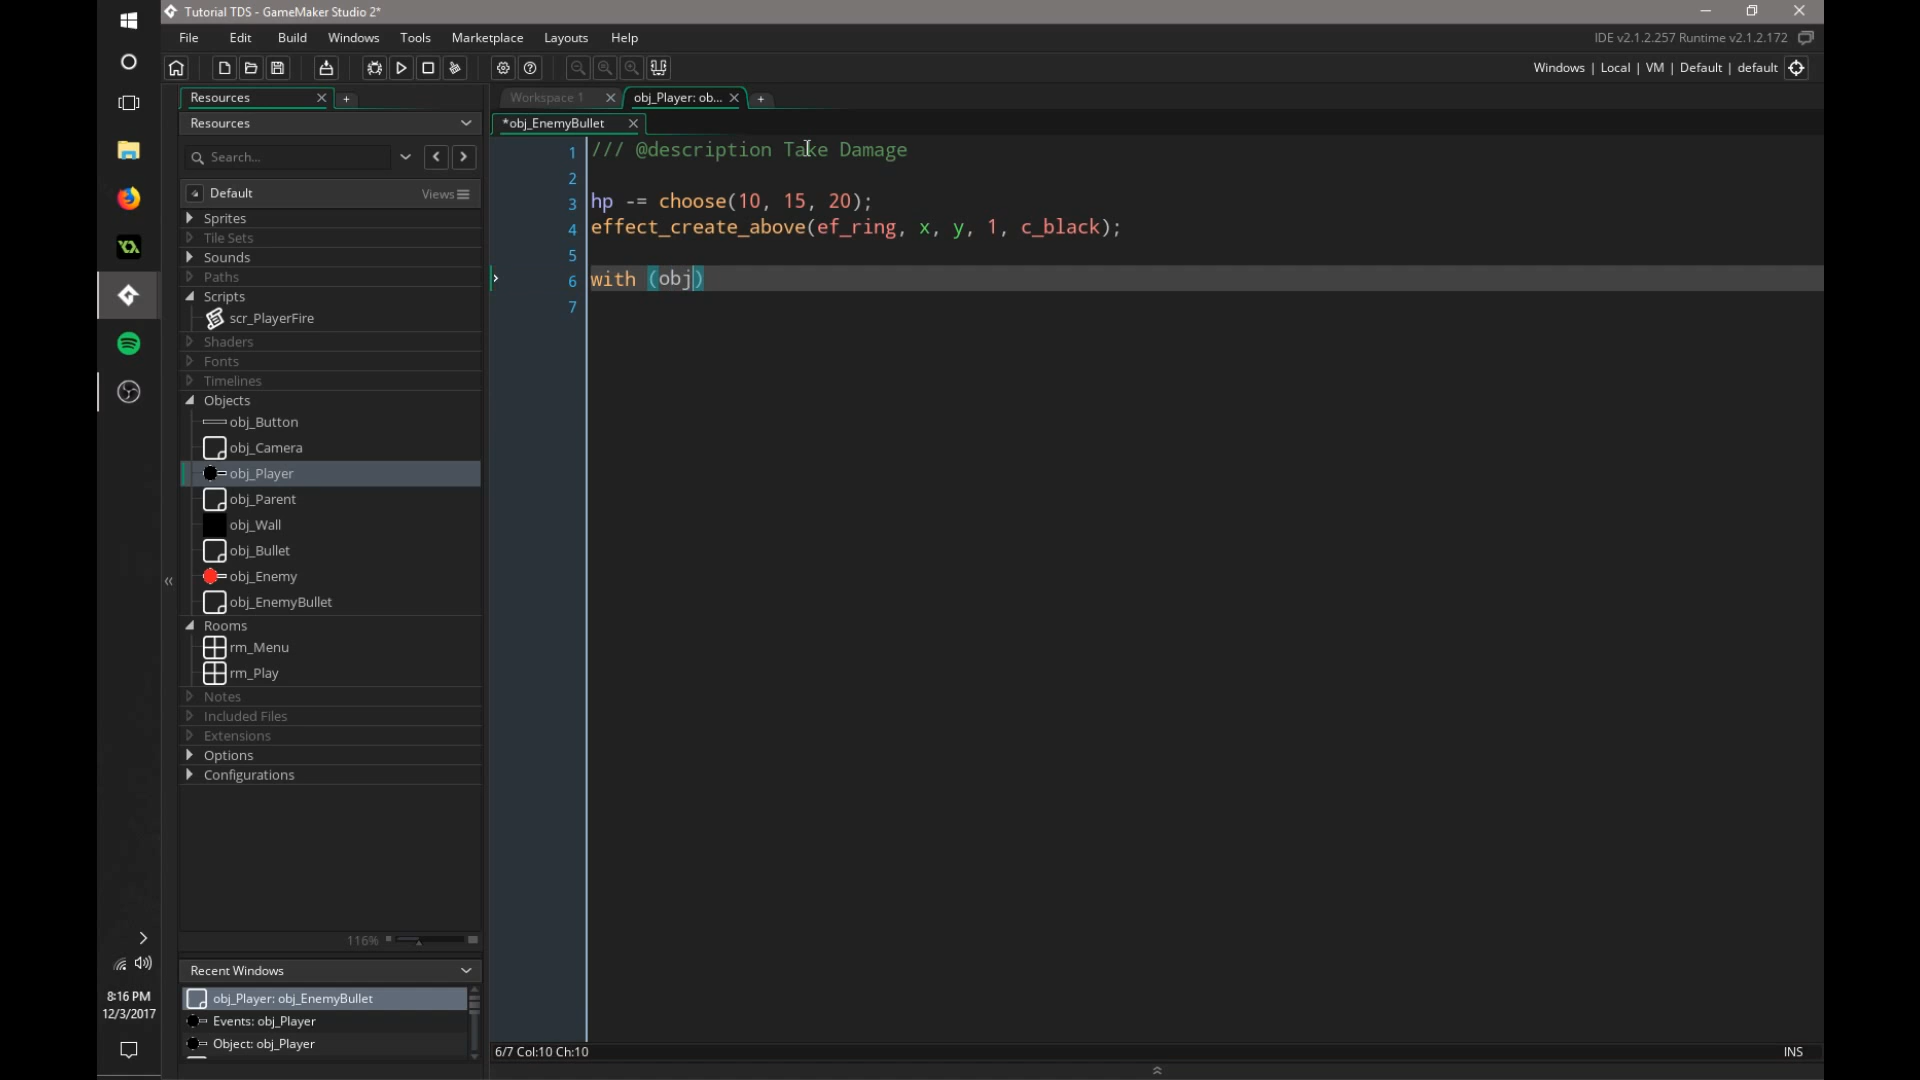 Tutorial TDS - GameMaker Studio 2*
File Edit Build Windows Tools Marketplace Layouts Help
IDE v2.1.2.257 Runtime v2.1.2.172
Windows | Local | VM | Default | default
Resources
Workspace 1
obj_Player: ob...
Resources
*obj_EnemyBullet
Search...
Default
Views
Sprites
Tile Sets
Sounds
Paths
Scripts
scr_PlayerFire
Shaders
Fonts
Timelines
Objects
obj_Button
obj_Camera
obj_Player
obj_Parent
obj_Wall
obj_Bullet
obj_Enemy
obj_EnemyBullet
Rooms
rm_Menu
rm_Play
Notes
Included Files
Extensions
Options
Configurations
116%
Recent Windows
obj_Player: obj_EnemyBullet
Events: obj_Player
Object: obj_Player
1 /// @description Take Damage
2
3 hp -= choose(10, 15, 20);
4 effect_create_above(ef_ring, x, y, 1, c_black);
5
6 with (obj)
7
6/7 Col:10 Ch:10
INS
8:16 PM
12/3/2017